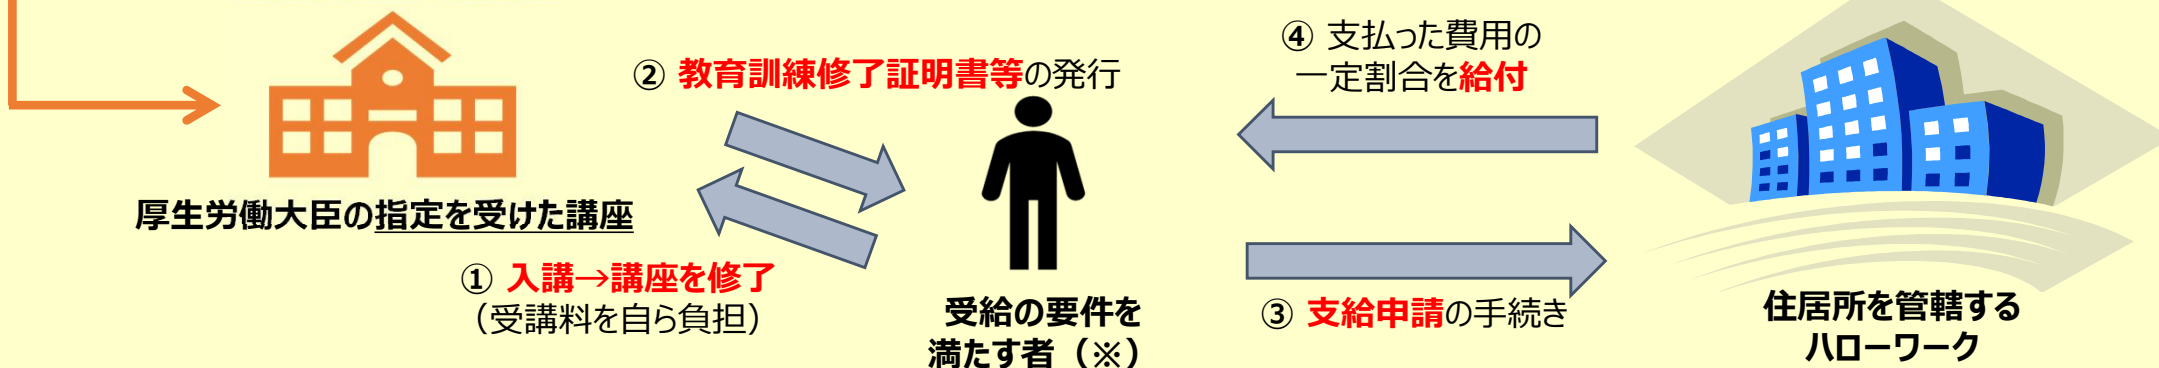 厚生労働大臣の指定を受けた講座
① 入講→講座を修了
（受講料を自ら負担）
② 教育訓練修了証明書等の発行
受給の要件を
満たす者（※）
③ 支給申請の手続き
④ 支払った費用の
一定割合を給付
住居所を管轄する
ハローワーク